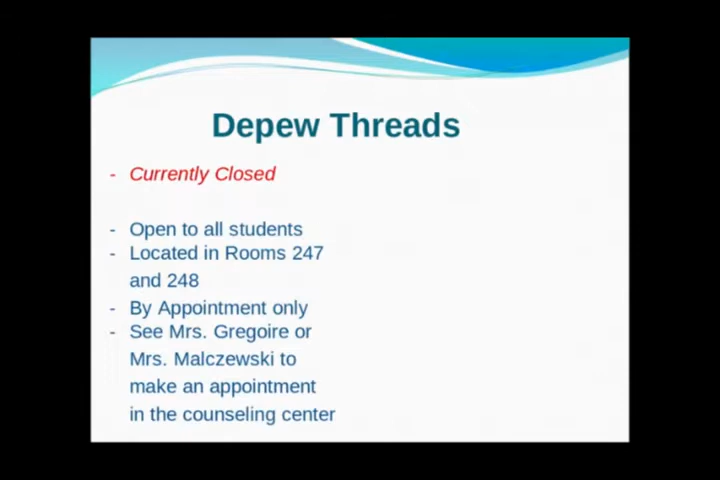 Depew Threads
- Currently Closed
- Open to all students
- Located in Rooms 247
and 248
- By Appointment only
- See Mrs. Gregoire or
Mrs. Malczewski to
make an appointment
in the counseling center